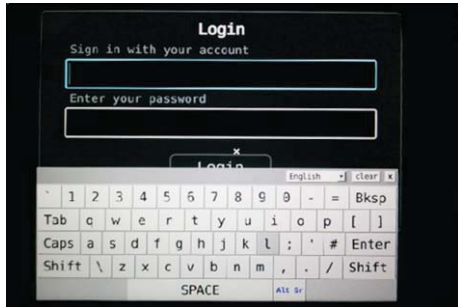 Login
Sign in with your account
Enter your password
Login
English clear x
` 1 2 3 4 5 6 7 8 9 0 - = Bksp
Tab q w e r t y u i o p [ ]
Caps a s d f g h j k l ; ' # Enter
Shift \ z x c v b n m , . / Shift
SPACE Alt Gr